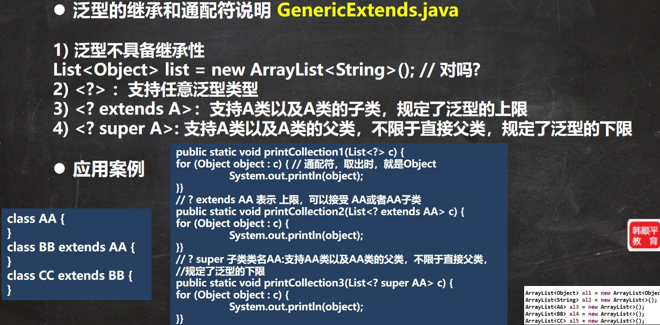 ● 泛型的继承和通配符说明 GenericExtends.java
1) 泛型不具备继承性
List<Object> list = new ArrayList<String>(); // 对吗?
2) <?> ：支持任意泛型类型
3) <? extends A>：支持A类以及A类的子类，规定了泛型的上限
4) <? super A>: 支持A类以及A类的父类，不限于直接父类，规定了泛型的下限
● 应用案例
class AA {
}
class BB extends AA {
}
class CC extends BB {
}
public static void printCollection1(List<?> c) {
for (Object object : c) { // 通配符，取出时，就是Object
System.out.println(object);
}}
// ? extends AA 表示 上限，可以接受 AA或者AA子类
public static void printCollection2(List<? extends AA> c) {
for (Object object : c) {
System.out.println(object);
}}
// ? super 子类类名AA:支持AA类以及AA类的父类，不限于直接父类，
//规定了泛型的下限
public static void printCollection3(List<? super AA> c) {
for (Object object : c) {
System.out.println(object);
}}
韩顺平
教育
ArrayList<Object> al1 = new ArrayList<Objec
ArrayList<String> al2 = new ArrayList<>();
ArrayList<AA> al3 = new ArrayList<>();
ArrayList<BB> al4 = new ArrayList<>();
ArrayList<CC> al5 = new ArrayList<>();